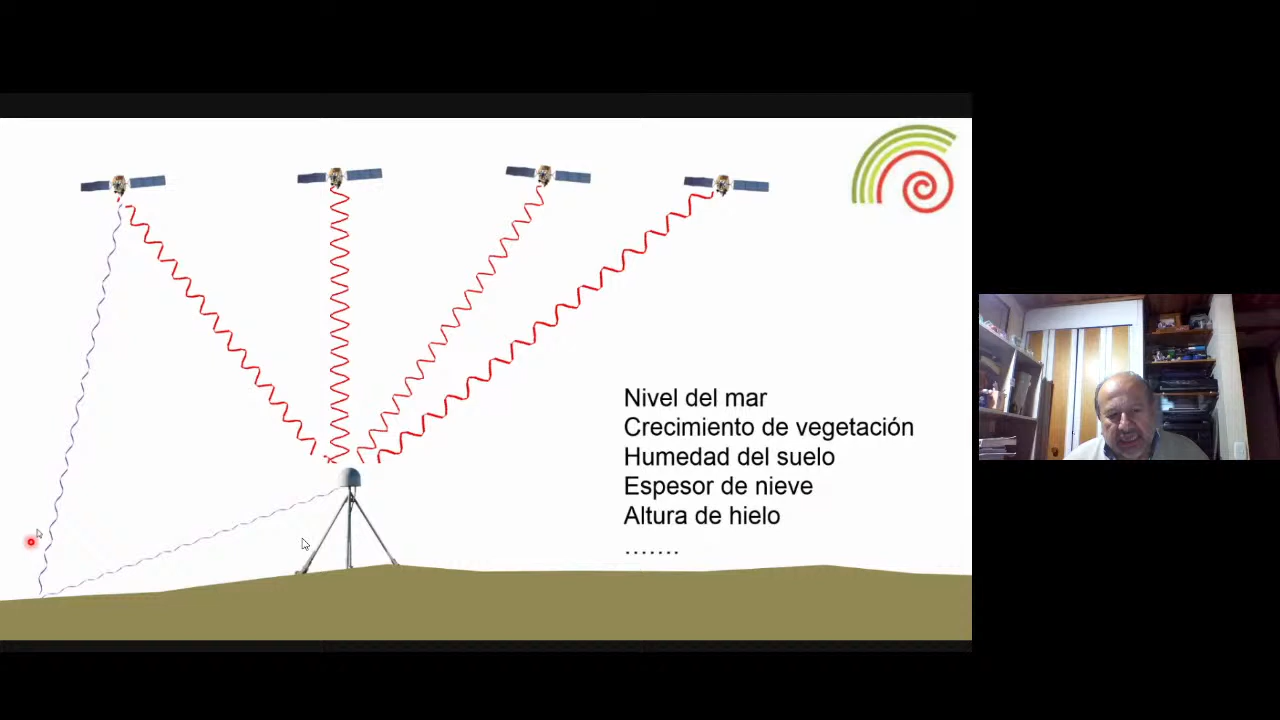 Nivel del mar
Crecimiento de vegetación
Humedad del suelo
Espesor de nieve
Altura de hielo
.......